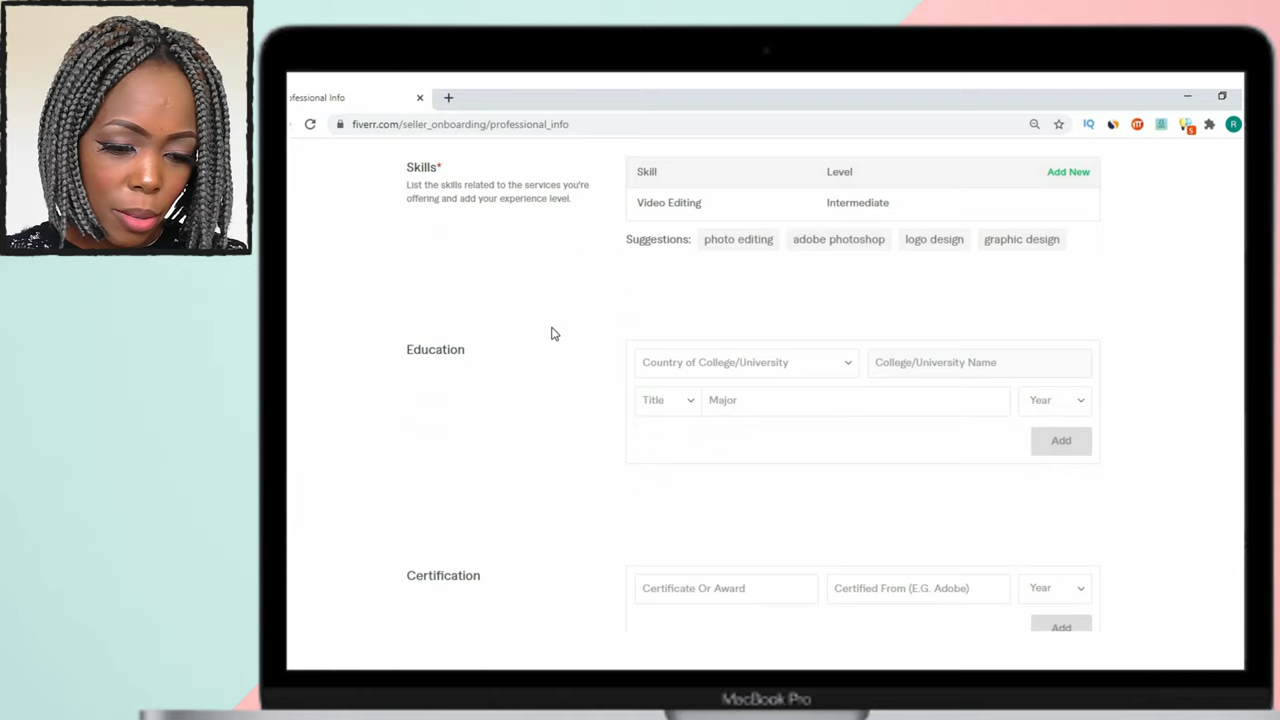 ofessional Info
fiverr.com/seller_onboarding/professional_info
IQ
S
R
Skills*
List the skills related to the services you're
offering and add your experience level.
Skill Level Add New
Video Editing Intermediate
Suggestions: photo editing adobe photoshop logo design graphic design
Education
Country of College/University College/University Name
Title Major Year
Add
Certification
Certificate Or Award Certified From (E.G. Adobe) Year
Add
MacBook Pro